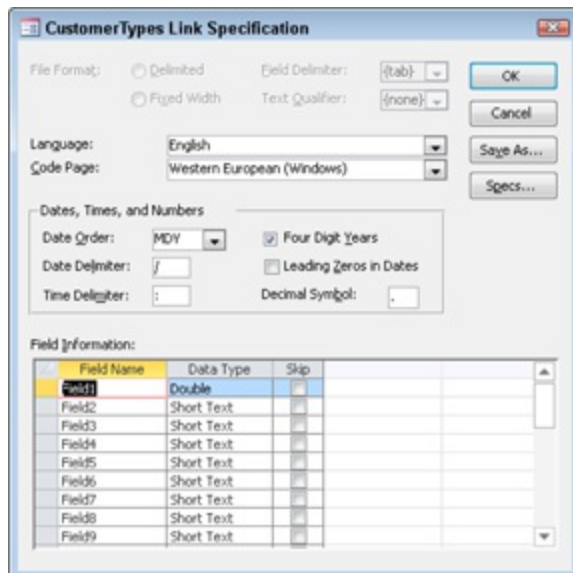 CustomerTypes Link Specification
File Format: Delimited Field Delimiter: {tab}
Fixed Width Text Qualifier: {none}
OK
Cancel
Save As...
Specs...
Language: English
Code Page: Western European (Windows)
Dates, Times, and Numbers
Date Order: MDY Four Digit Years
Date Delimiter: / Leading Zeros in Dates
Time Delimiter: : Decimal Symbol: .
Field Information:
Field Name Data Type Skip
Field1 Double
Field2 Short Text
Field3 Short Text
Field4 Short Text
Field5 Short Text
Field6 Short Text
Field7 Short Text
Field8 Short Text
Field9 Short Text